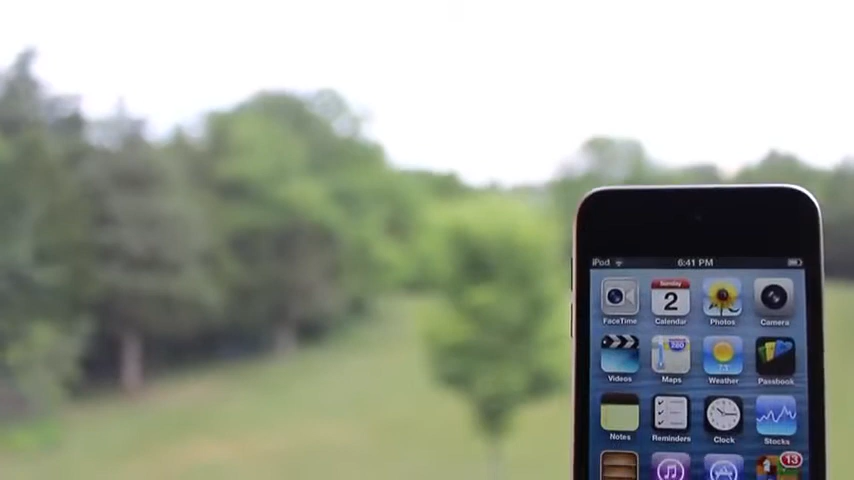 iPod 6:41 PM
Sunday
2
FaceTime Calendar Photos Camera
280
Videos Maps Weather Passbook
Notes Reminders Clock Stocks
13